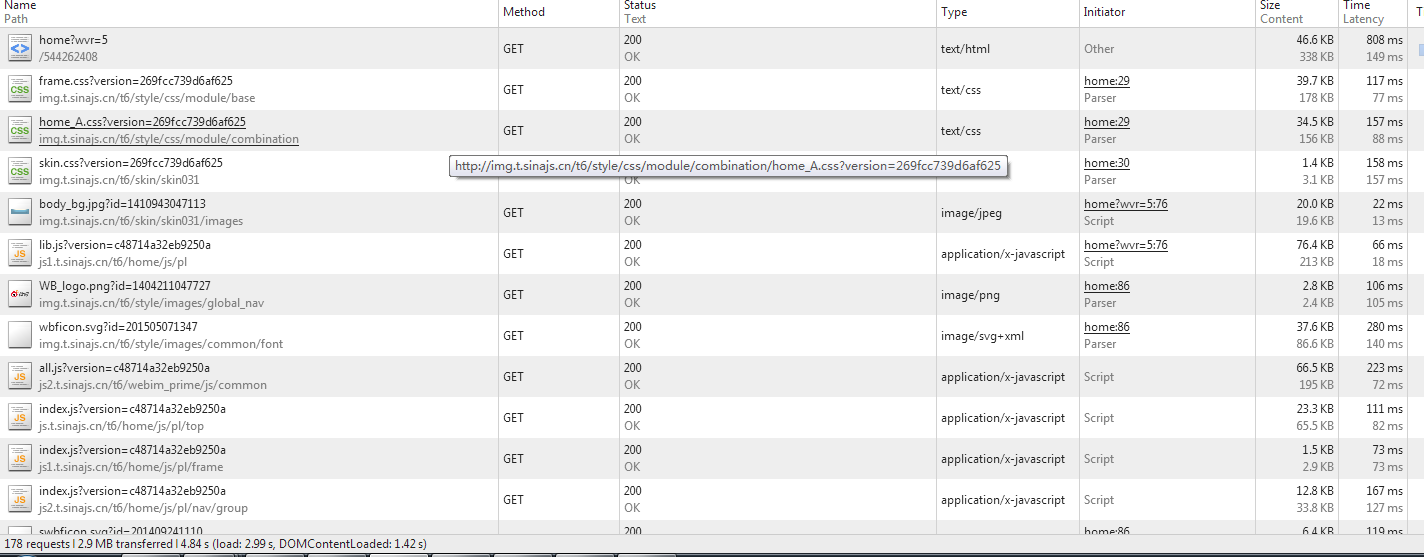 Name Method Status Type Initiator Size Time
Path Text Content Latency T
home?wvr=5 GET 200 text/html Other 46.6 KB 808 ms
/544262408 OK 338 KB 149 ms
frame.css?version=269fcc739d6af625 GET 200 text/css home:29 39.7 KB 117 ms
img.t.sinajs.cn/t6/style/css/module/base OK Parser 178 KB 77 ms
home_A.css?version=269fcc739d6af625 GET 200 text/css home:29 34.5 KB 157 ms
img.t.sinajs.cn/t6/style/css/module/combination OK Parser 156 KB 88 ms
skin.css?version=269fcc739d6af625 http://img.t.sinajs.cn/t6/style/css/module/combination/home_A.css?version=269fcc739d6af625 home:30 1.4 KB 158 ms
img.t.sinajs.cn/t6/skin/skin031 OK Parser 3.1 KB 157 ms
body_bg.jpg?id=1410943047113 GET 200 image/jpeg home?wvr=5:76 20.0 KB 22 ms
img.t.sinajs.cn/t6/skin/skin031/images OK Script 19.6 KB 13 ms
lib.js?version=c48714a32eb9250a GET 200 application/x-javascript home?wvr=5:76 76.4 KB 66 ms
js1.t.sinajs.cn/t6/home/js/pl OK Script 213 KB 18 ms
WB_logo.png?id=1404211047727 GET 200 image/png home:86 2.8 KB 106 ms
img.t.sinajs.cn/t6/style/images/global_nav OK Parser 2.4 KB 105 ms
wbficon.svg?id=201505071347 GET 200 image/svg+xml home:86 37.6 KB 280 ms
img.t.sinajs.cn/t6/style/images/common/font OK Parser 86.6 KB 140 ms
all.js?version=c48714a32eb9250a GET 200 application/x-javascript Script 66.5 KB 223 ms
js2.t.sinajs.cn/t6/webim_prime/js/common OK 195 KB 72 ms
index.js?version=c48714a32eb9250a GET 200 application/x-javascript Script 23.3 KB 111 ms
js.t.sinajs.cn/t6/home/js/pl/top OK 65.5 KB 82 ms
index.js?version=c48714a32eb9250a GET 200 application/x-javascript Script 1.5 KB 73 ms
js1.t.sinajs.cn/t6/home/js/pl/frame OK 2.9 KB 73 ms
index.js?version=c48714a32eb9250a GET 200 application/x-javascript Script 12.8 KB 167 ms
js2.t.sinajs.cn/t6/home/js/pl/nav/group OK 33.8 KB 127 ms
swbficon.svg?id=201409241110 200 home:86 6.4 KB 119 ms
178 requests | 2.9 MB transferred | 4.84 s (load: 2.99 s, DOMContentLoaded: 1.42 s)